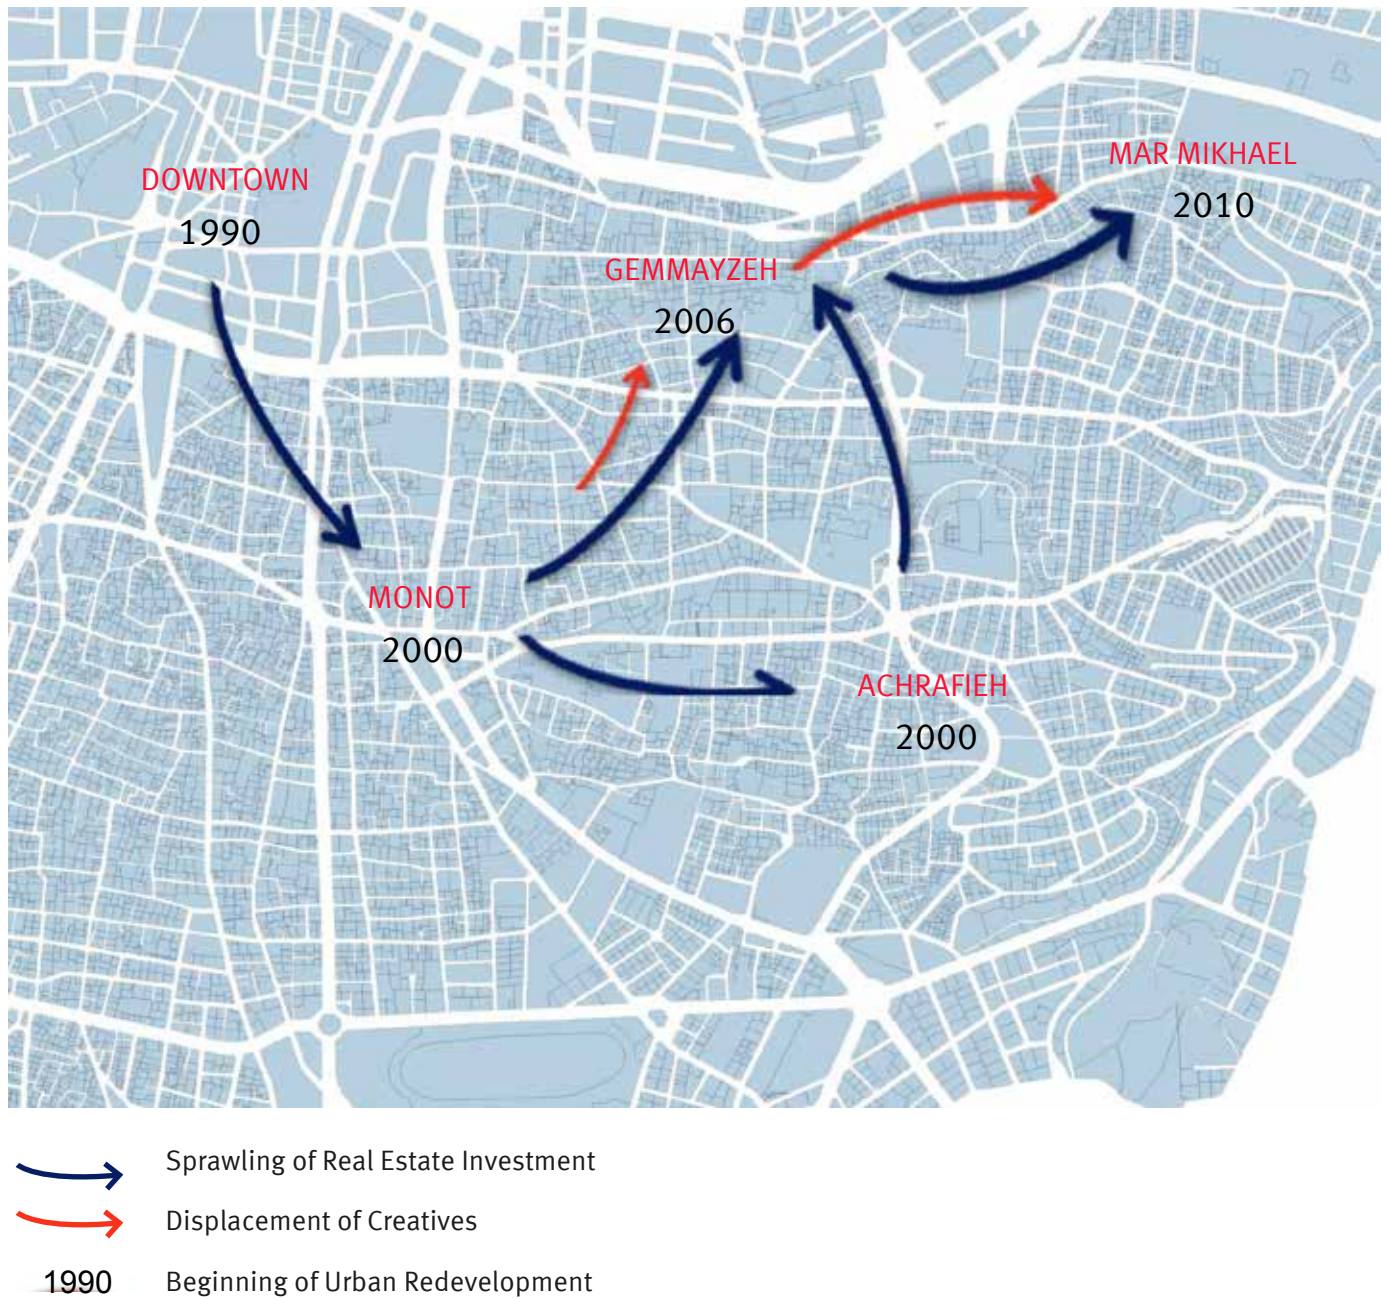 DOWNTOWN
1990
MAR MIKHAEL
2010
GEMMAYZEH
2006
MONOT
2000
ACHRAFIEH
2000
Sprawling of Real Estate Investment
Displacement of Creatives
1990 Beginning of Urban Redevelopment